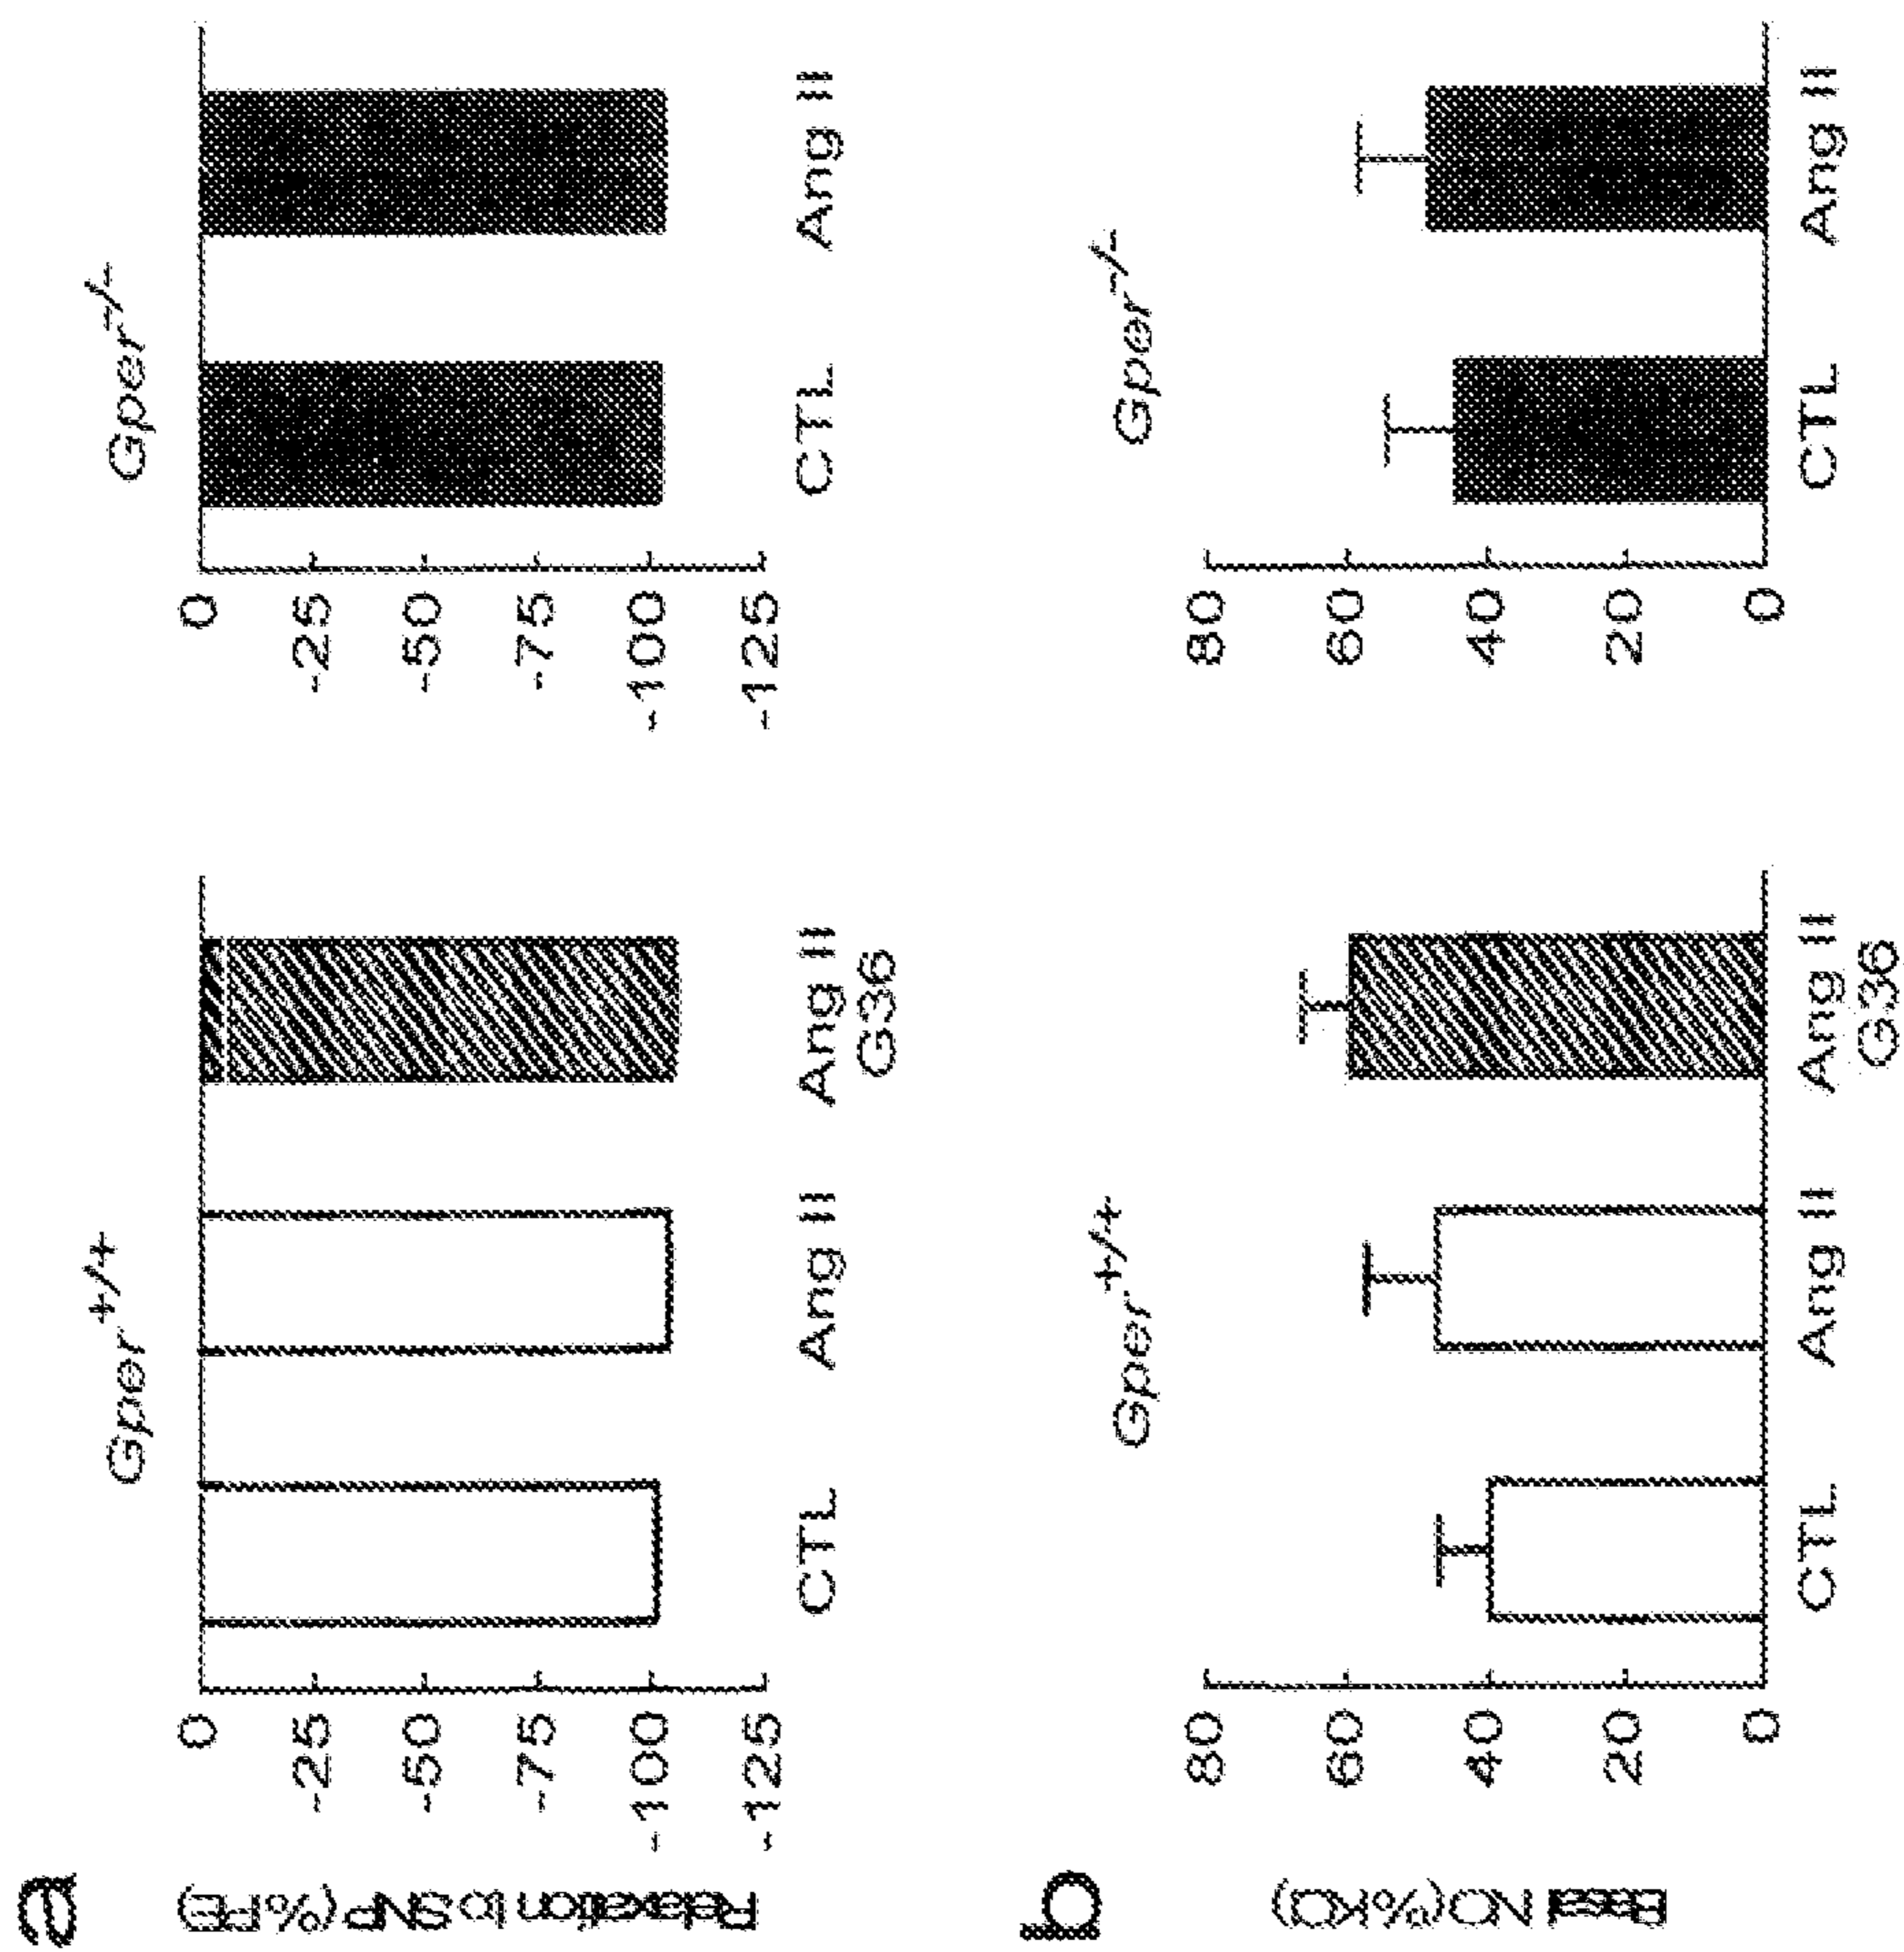 a
Relaxation to SNP (% PE)
Gper+/+
0
-25
-50
-75
-100
-125
CTL
Ang II
Ang II
G36
Gper-/-
0
-25
-50
-75
-100
-125
CTL
Ang II
b
Basal NO (% KCl)
Gper+/+
80
60
40
20
0
CTL
Ang II
Ang II
G36
Gper-/-
80
60
40
20
0
CTL
Ang II